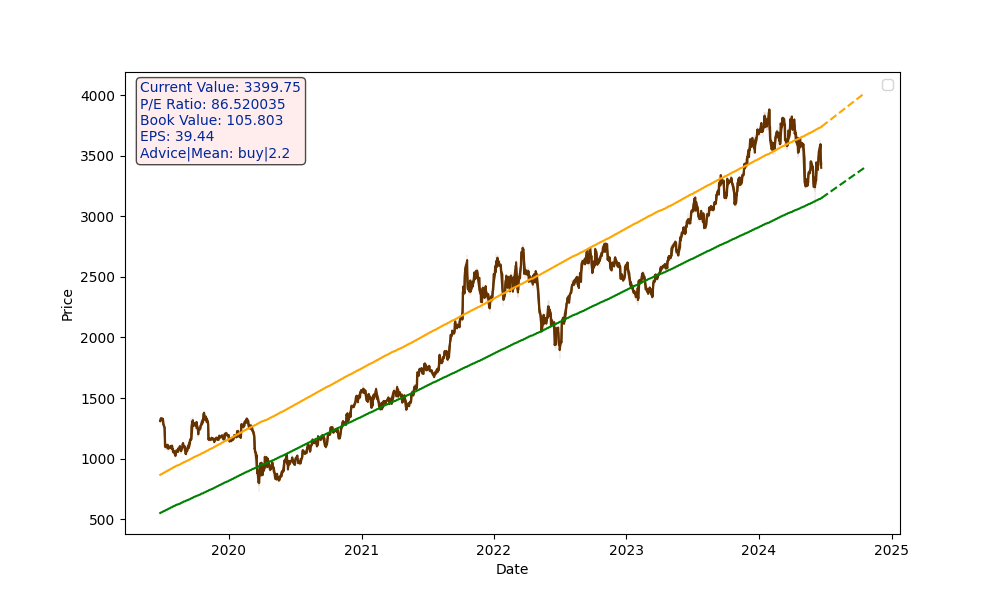 Current Value: 3399.75
P/E Ratio: 86.520035
Book Value: 105.803
EPS: 39.44
Advice|Mean: buy|2.2
4000
3500
3000
2500
2000
1500
1000
500
Price
2020
2021
2022
2023
2024
2025
Date